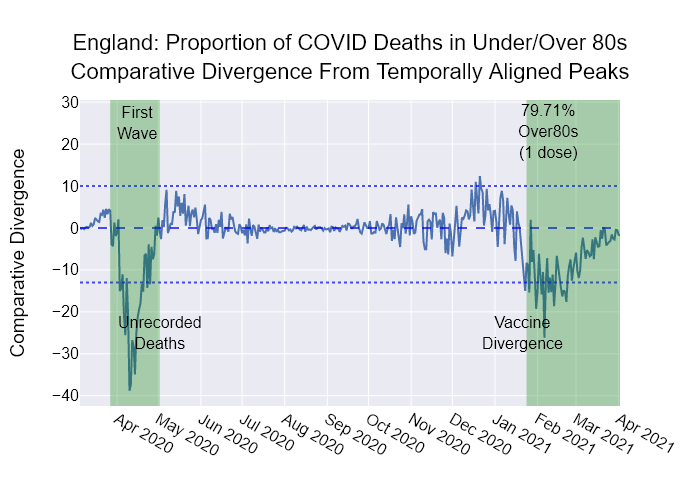 England: Proportion of COVID Deaths in Under/Over 80s
Comparative Divergence From Temporally Aligned Peaks
30
20
10
0
−10
−20
−30
−40
Comparative Divergence
First
Wave
79.71%
Over80s
(1 dose)
Unrecorded
Deaths
Vaccine
Divergence
Apr 2020
May 2020
Jun 2020
Jul 2020
Aug 2020
Sep 2020
Oct 2020
Nov 2020
Dec 2020
Jan 2021
Feb 2021
Mar 2021
Apr 2021